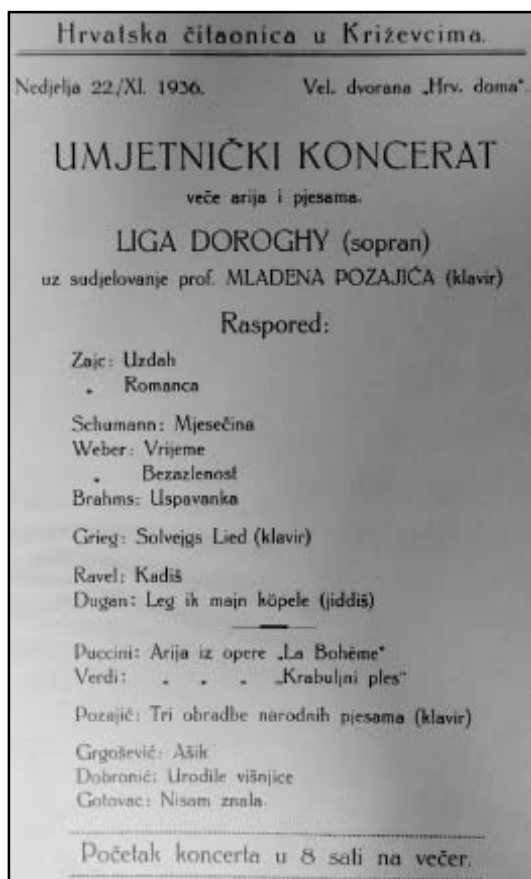 Hrvatska čitaonica u Križevcima.
Nedjelja 22./XI. 1936. Vel. dvorana „Hrv. doma".
UMJETNIČKI KONCERAT
veče arija i pjesama.
LIGA DOROGHY (sopran)
uz sudjelovanje prof. MLADENA POZAJIĆA (klavir)
Raspored:
Zajc: Uzdah
„ Romanca
Schumann: Mjesečina
Weber: Vrijeme
„ Bezazlenost
Brahms: Uspavanka
Grieg: Solvejgs Lied (klavir)
Ravel: Kadiš
Dugan: Leg ik majn köpele (jiddiš)
Puccini: Arija iz opere „La Bohême"
Verdi: „ „ „ „Krabuljni ples"
Pozajić: Tri obradbe narodnih pjesama (klavir)
Grgošević: Ašik
Dobronić: Urodile višnjice
Gotovac: Nisam znala.
Početak koncerta u 8 sati na večer.